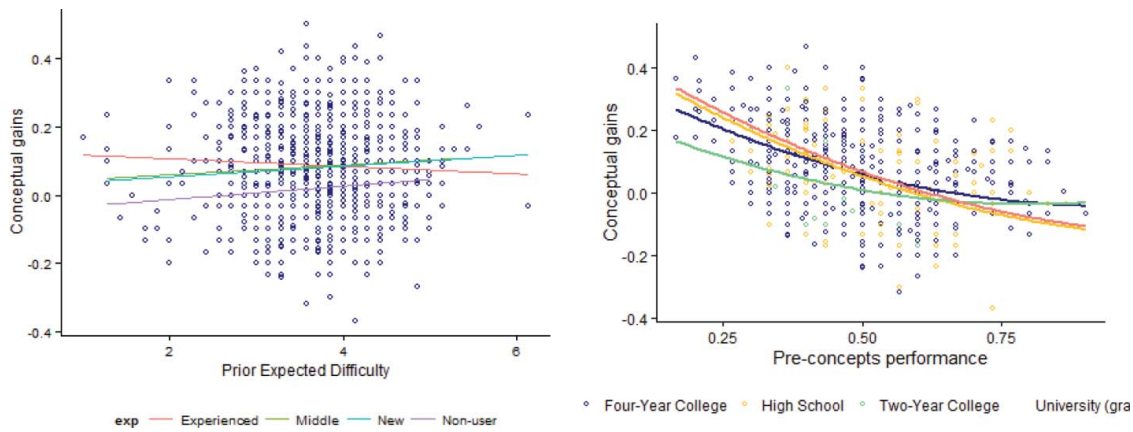 Conceptual gains
0.4
0.2
0.0
-0.2
-0.4
2
4
6
Prior Expected Difficulty
exp Experienced Middle New Non-user
Conceptual gains
0.4
0.2
0.0
-0.2
-0.4
0.25
0.50
0.75
Pre-concepts performance
Four-Year College High School Two-Year College University (gra